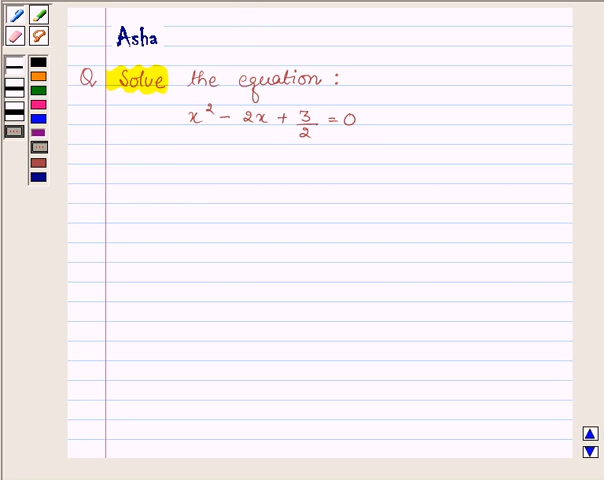 Asha
Q Solve the equation :
x² - 2x + 3/2 = 0